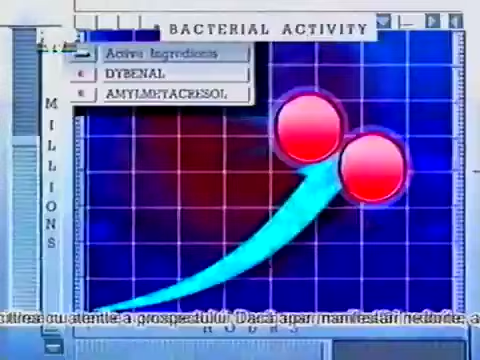 BACTERIAL ACTIVITY
Active Ingredients
DYBENAL
AMYLMETACRESOL
MILLIONS
citirea cu atentie a prospectului. Daca apar manifestari nedorite, a
HOURS